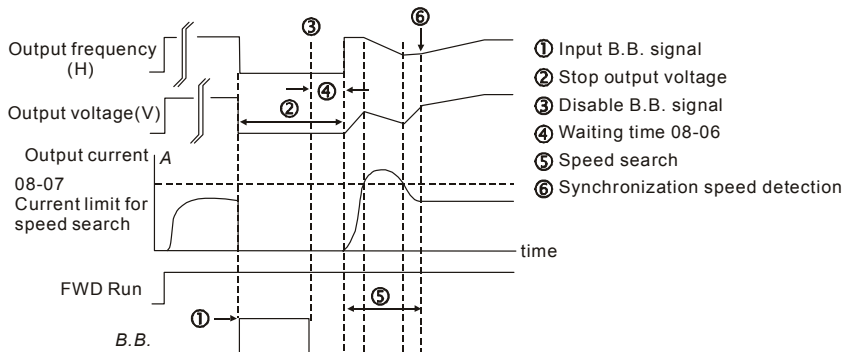 ③
⑥
Output frequency
(H)
④
②
Output voltage(V)
Output current A
08-07
Current limit for
speed search
time
FWD Run
⑤
①
B.B.
① Input B.B. signal
② Stop output voltage
③ Disable B.B. signal
④ Waiting time 08-06
⑤ Speed search
⑥ Synchronization speed detection